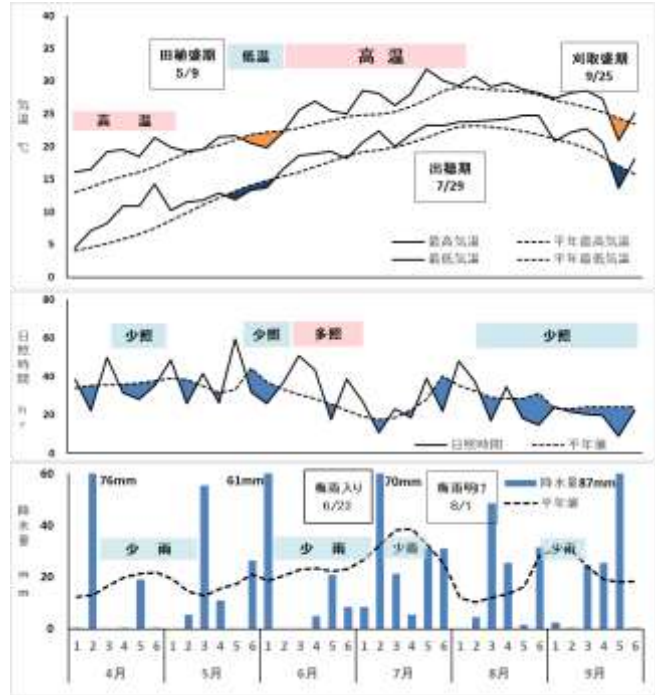 40
35
30
25
20
15
10
5
0
気温 ℃
田植盛期
5/9
低温
高温
刈取盛期
9/25
高温
出穂期
7/29
最高気温
平年最高気温
最低気温
平年最低気温
80
60
40
20
0
日照時間 hr
少照
少照
多照
少照
日照時間
平年値
60
40
20
0
降水量 mm
76mm
61mm
梅雨入り
6/23
70mm
梅雨明け
8/1
降水量
87mm
平年値
少雨
少雨
少雨
少雨
1 2 3 4 5 6 1 2 3 4 5 6 1 2 3 4 5 6 1 2 3 4 5 6 1 2 3 4 5 6 1 2 3 4 5 6
4月 5月 6月 7月 8月 9月